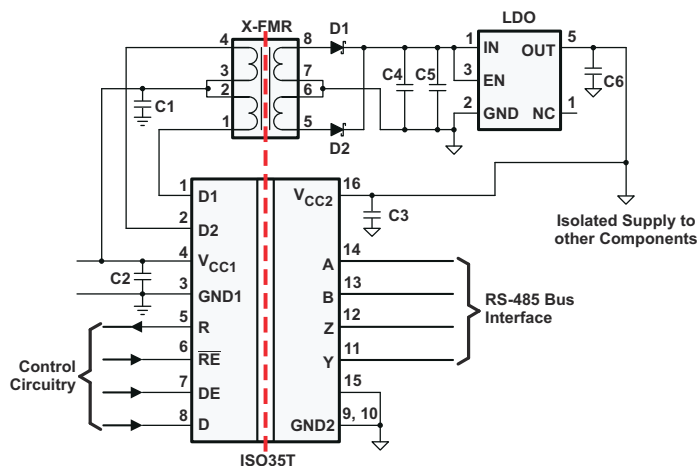 X-FMR
D1
LDO
4
8
1
IN
OUT
5
3
2
7
6
C4
C5
3
EN
C6
C1
2
GND
NC
1
1
5
D2
1
D1
16
VCC2
C3
2
D2
Isolated Supply to
other Components
4
VCC1
14
A
C2
3
GND1
13
B
RS-485 Bus
Interface
5
R
12
Z
Control
Circuitry
6
RE
11
Y
7
DE
15
8
D
9, 10
GND2
ISO35T